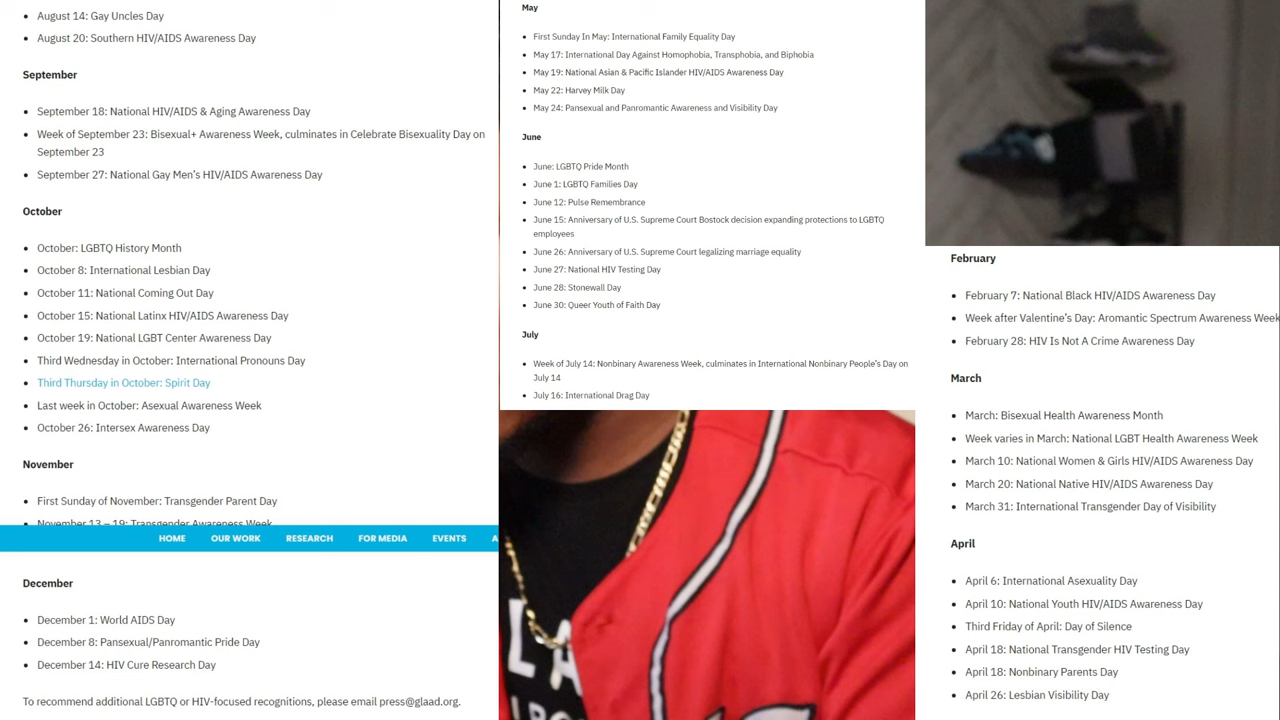 August 14: Gay Uncles Day
August 20: Southern HIV/AIDS Awareness Day
September
September 18: National HIV/AIDS & Aging Awareness Day
Week of September 23: Bisexual+ Awareness Week, culminates in Celebrate Bisexuality Day on
September 23
September 27: National Gay Men's HIV/AIDS Awareness Day
October
October: LGBTQ History Month
October 8: International Lesbian Day
October 11: National Coming Out Day
October 15: National Latinx HIV/AIDS Awareness Day
October 19: National LGBT Center Awareness Day
Third Wednesday in October: International Pronouns Day
Third Thursday in October: Spirit Day
Last week in October: Asexual Awareness Week
October 26: Intersex Awareness Day
November
First Sunday of November: Transgender Parent Day
November 13 – 19: Transgender Awareness Week
HOME OUR WORK RESEARCH FOR MEDIA EVENTS A
December
December 1: World AIDS Day
December 8: Pansexual/Panromantic Pride Day
December 14: HIV Cure Research Day
To recommend additional LGBTQ or HIV-focused recognitions, please email press@glaad.org.
May
First Sunday In May: International Family Equality Day
May 17: International Day Against Homophobia, Transphobia, and Biphobia
May 19: National Asian & Pacific Islander HIV/AIDS Awareness Day
May 22: Harvey Milk Day
May 24: Pansexual and Panromantic Awareness and Visibility Day
June
June: LGBTQ Pride Month
June 1: LGBTQ Families Day
June 12: Pulse Remembrance
June 15: Anniversary of U.S. Supreme Court Bostock decision expanding protections to LGBTQ
employees
June 26: Anniversary of U.S. Supreme Court legalizing marriage equality
June 27: National HIV Testing Day
June 28: Stonewall Day
June 30: Queer Youth of Faith Day
July
Week of July 14: Nonbinary Awareness Week, culminates in International Nonbinary People's Day on
July 14
July 16: International Drag Day
LA
February
February 7: National Black HIV/AIDS Awareness Day
Week after Valentine's Day: Aromantic Spectrum Awareness Week
February 28: HIV Is Not A Crime Awareness Day
March
March: Bisexual Health Awareness Month
Week varies in March: National LGBT Health Awareness Week
March 10: National Women & Girls HIV/AIDS Awareness Day
March 20: National Native HIV/AIDS Awareness Day
March 31: International Transgender Day of Visibility
April
April 6: International Asexuality Day
April 10: National Youth HIV/AIDS Awareness Day
Third Friday of April: Day of Silence
April 18: National Transgender HIV Testing Day
April 18: Nonbinary Parents Day
April 26: Lesbian Visibility Day